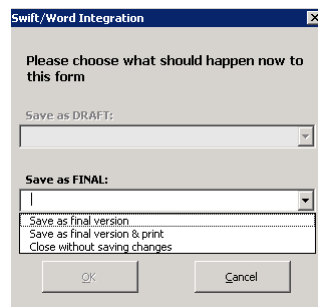 Swift/Word Integration
Please choose what should happen now to
this form
Save as DRAFT:
Save as FINAL:
Save as final version
Save as final version & print
Close without saving changes
OK
Cancel